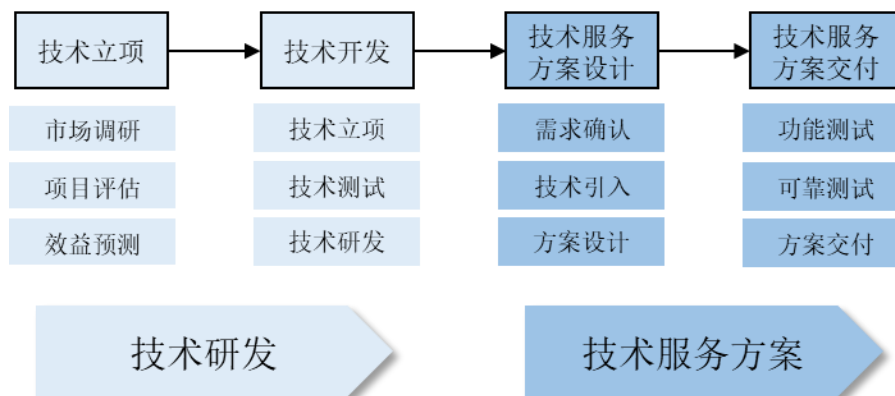 技术立项
技术开发
技术服务
方案设计
技术服务
方案交付
市场调研
技术立项
需求确认
功能测试
项目评估
技术测试
技术引入
可靠测试
效益预测
技术研发
方案设计
方案交付
技术研发
技术服务方案